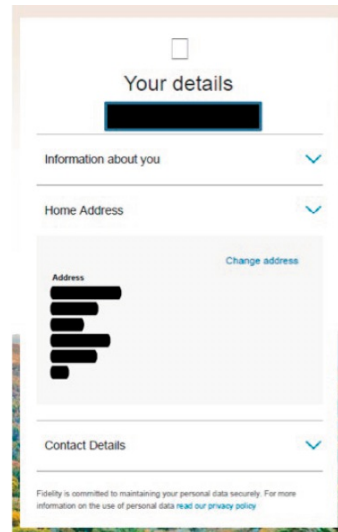 Your details
Information about you
Home Address
Change address
Address
Contact Details
Fidelity is committed to maintaining your personal data securely. For more
information on the use of personal data read our privacy policy